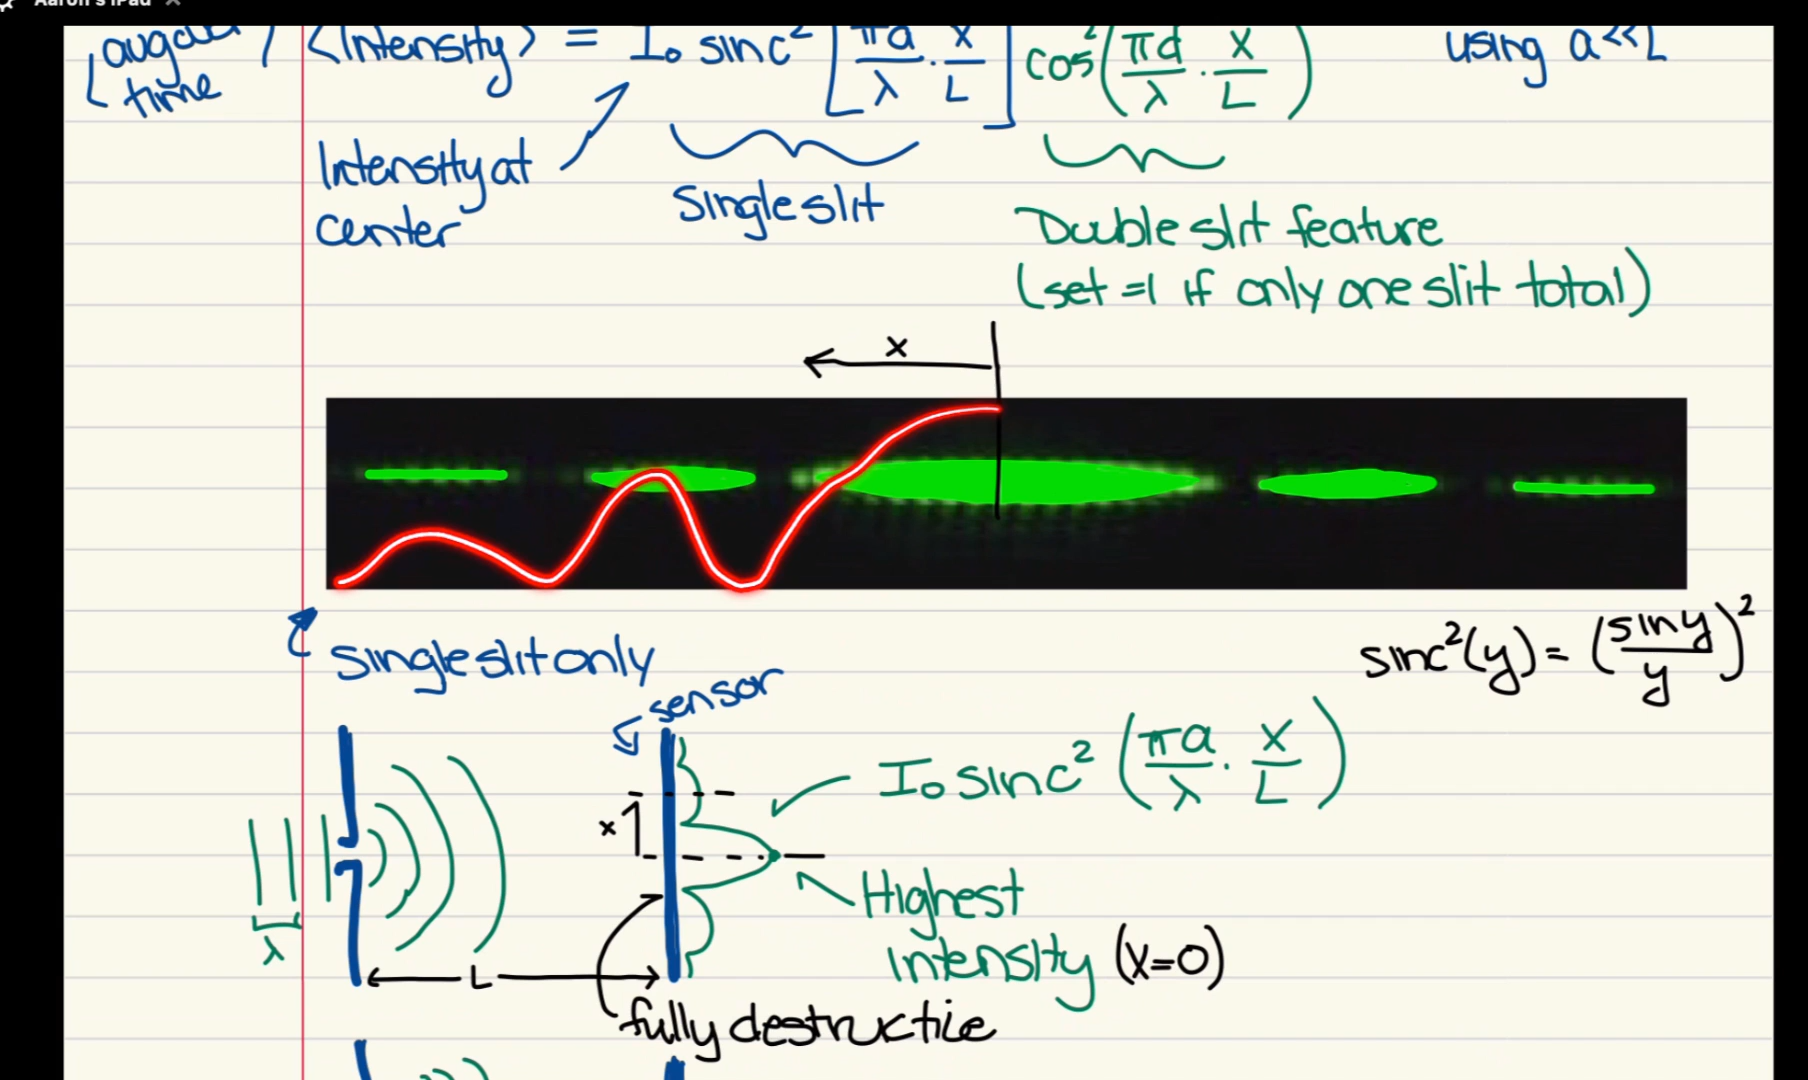 Aaron's iPad ×
⟨Intensity⟩ = I₀ sinc² [πa/λ · x/L] cos² (πd/λ · x/L) using a<<L
time
Intensity at
center
Single slit
Double slit feature
(set =1 if only one slit total)
x
single slit only
sinc²(y) = (sin y/y)²
sensor
I₀ sinc² (πa/λ · x/L)
x
Highest
intensity (x=0)
λ
L
fully destructive